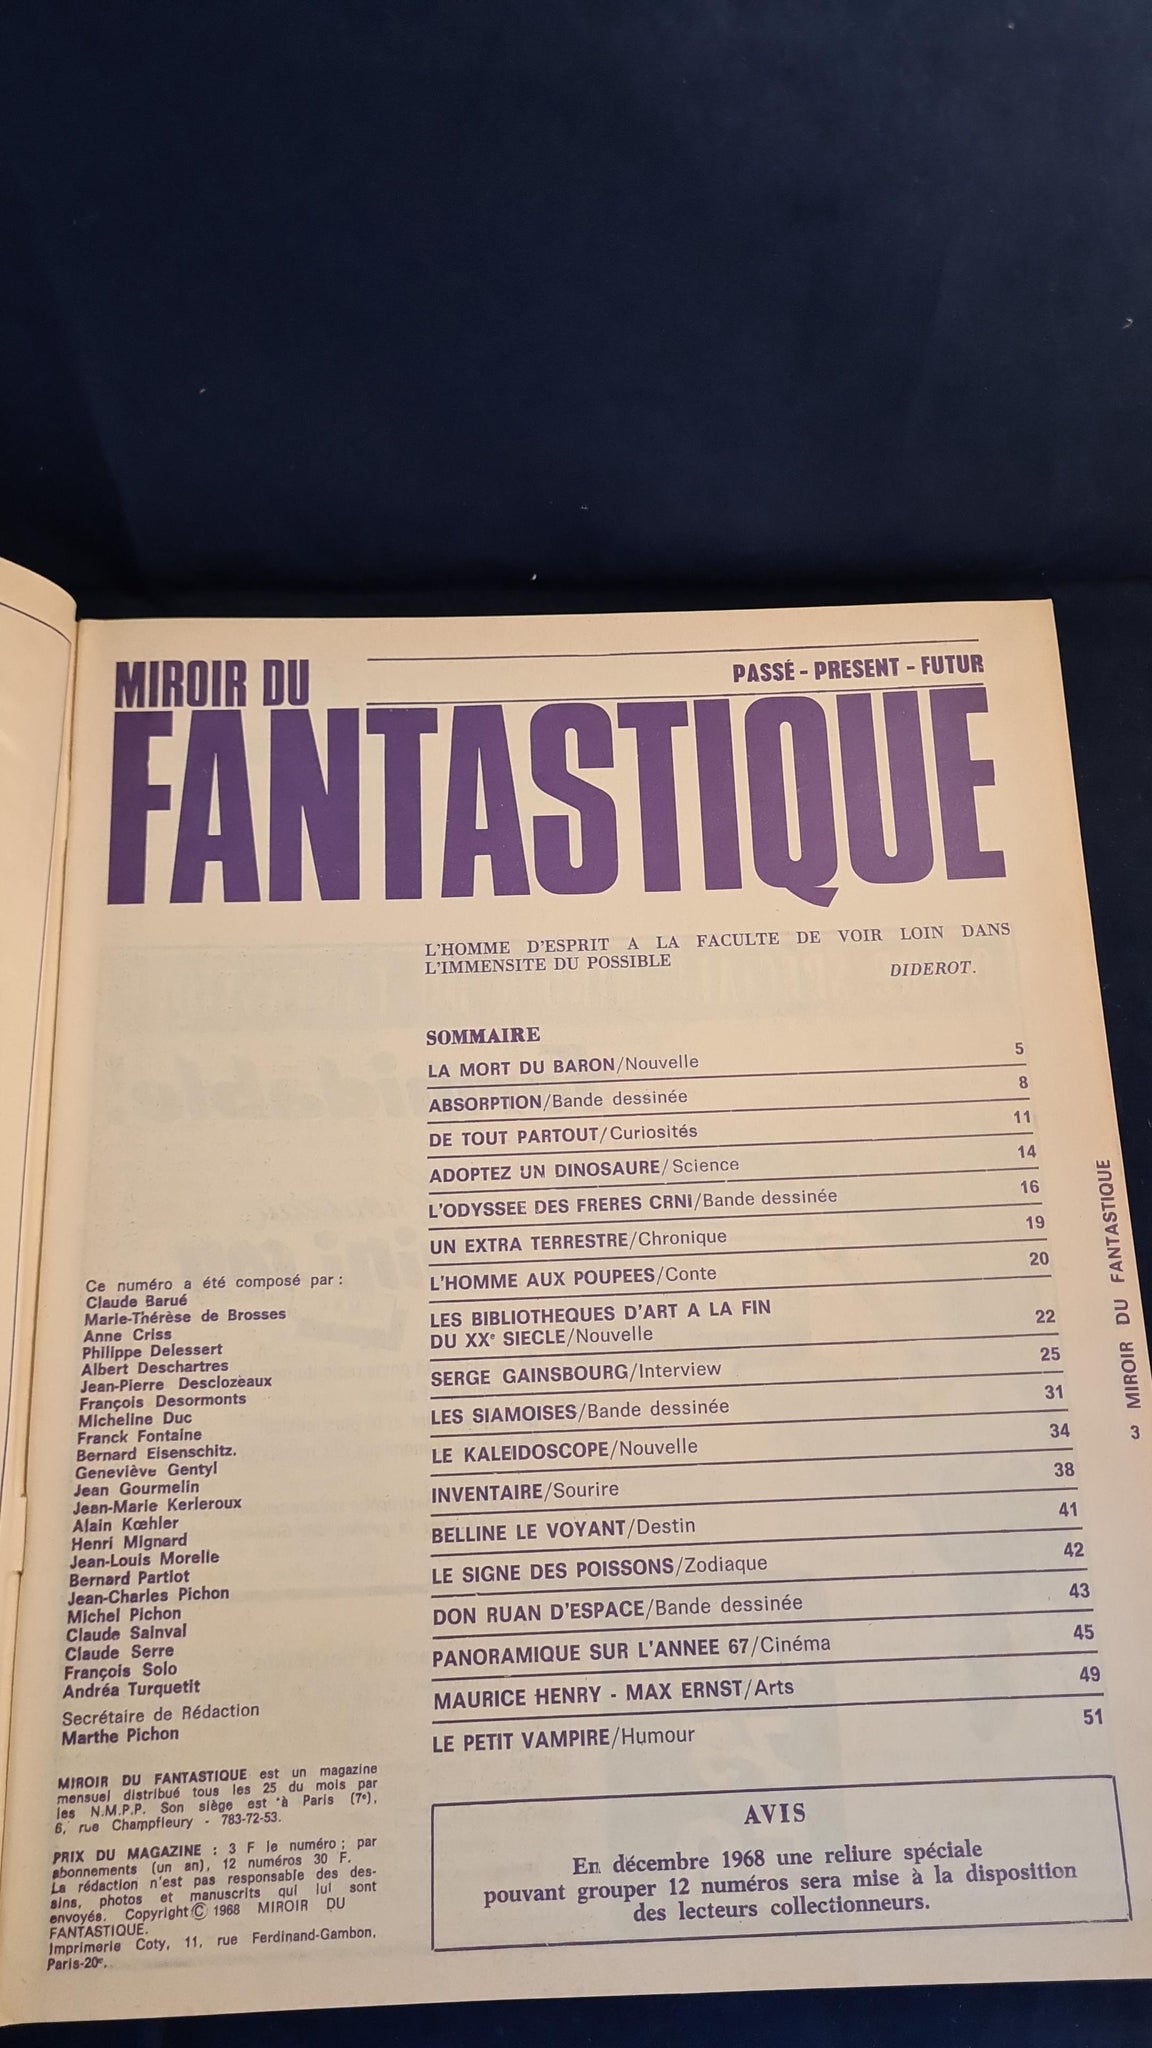 MIROIR DU
PASSÉ - PRESENT - FUTUR
FANTASTIQUE
L'HOMME D'ESPRIT A LA FACULTE DE VOIR LOIN DANS
L'IMMENSITE DU POSSIBLE
DIDEROT.
SOMMAIRE
LA MORT DU BARON/Nouvelle 5
ABSORPTION/Bande dessinée 8
DE TOUT PARTOUT/Curiosités 11
ADOPTEZ UN DINOSAURE/Science 14
L'ODYSSEE DES FRERES CRNI/Bande dessinée 16
UN EXTRA TERRESTRE/Chronique 19
L'HOMME AUX POUPEES/Conte 20
LES BIBLIOTHEQUES D'ART A LA FIN
DU XXe SIECLE/Nouvelle 22
SERGE GAINSBOURG/Interview 25
LES SIAMOISES/Bande dessinée 31
LE KALEIDOSCOPE/Nouvelle 34
INVENTAIRE/Sourire 38
BELLINE LE VOYANT/Destin 41
LE SIGNE DES POISSONS/Zodiaque 42
DON RUAN D'ESPACE/Bande dessinée 43
PANORAMIQUE SUR L'ANNEE 67/Cinéma 45
MAURICE HENRY - MAX ERNST/Arts 49
LE PETIT VAMPIRE/Humour 51
Ce numéro a été composé par :
Claude Barué
Marie-Thérèse de Brosses
Anne Criss
Philippe Delessert
Albert Deschartres
Jean-Pierre Desclozeaux
François Desormonts
Micheline Duc
Franck Fontaine
Bernard Eisenschitz.
Geneviève Gentyl
Jean Gourmelin
Jean-Marie Kerleroux
Alain Kœhler
Henri Mignard
Jean-Louis Morelle
Bernard Partiot
Jean-Charles Pichon
Michel Pichon
Claude Sainval
Claude Serre
François Solo
Andréa Turquetit
Secrétaire de Rédaction
Marthe Pichon
MIROIR DU FANTASTIQUE est un magazine
mensuel distribué tous les 25 du mois par
les N.M.P.P. Son siège est à Paris (7e),
6, rue Champfleury - 783-72-53.
PRIX DU MAGAZINE : 3 F le numéro ; par
abonnements (un an), 12 numéros 30 F.
La rédaction n'est pas responsable des des-
sins, photos et manuscrits qui lui sont
envoyés. Copyright © 1968 MIROIR DU
FANTASTIQUE.
Imprimerie Coty, 11, rue Ferdinand-Gambon,
Paris-20e.
AVIS
En décembre 1968 une reliure spéciale
pouvant grouper 12 numéros sera mise à la disposition
des lecteurs collectionneurs.
3 MIROIR DU FANTASTIQUE